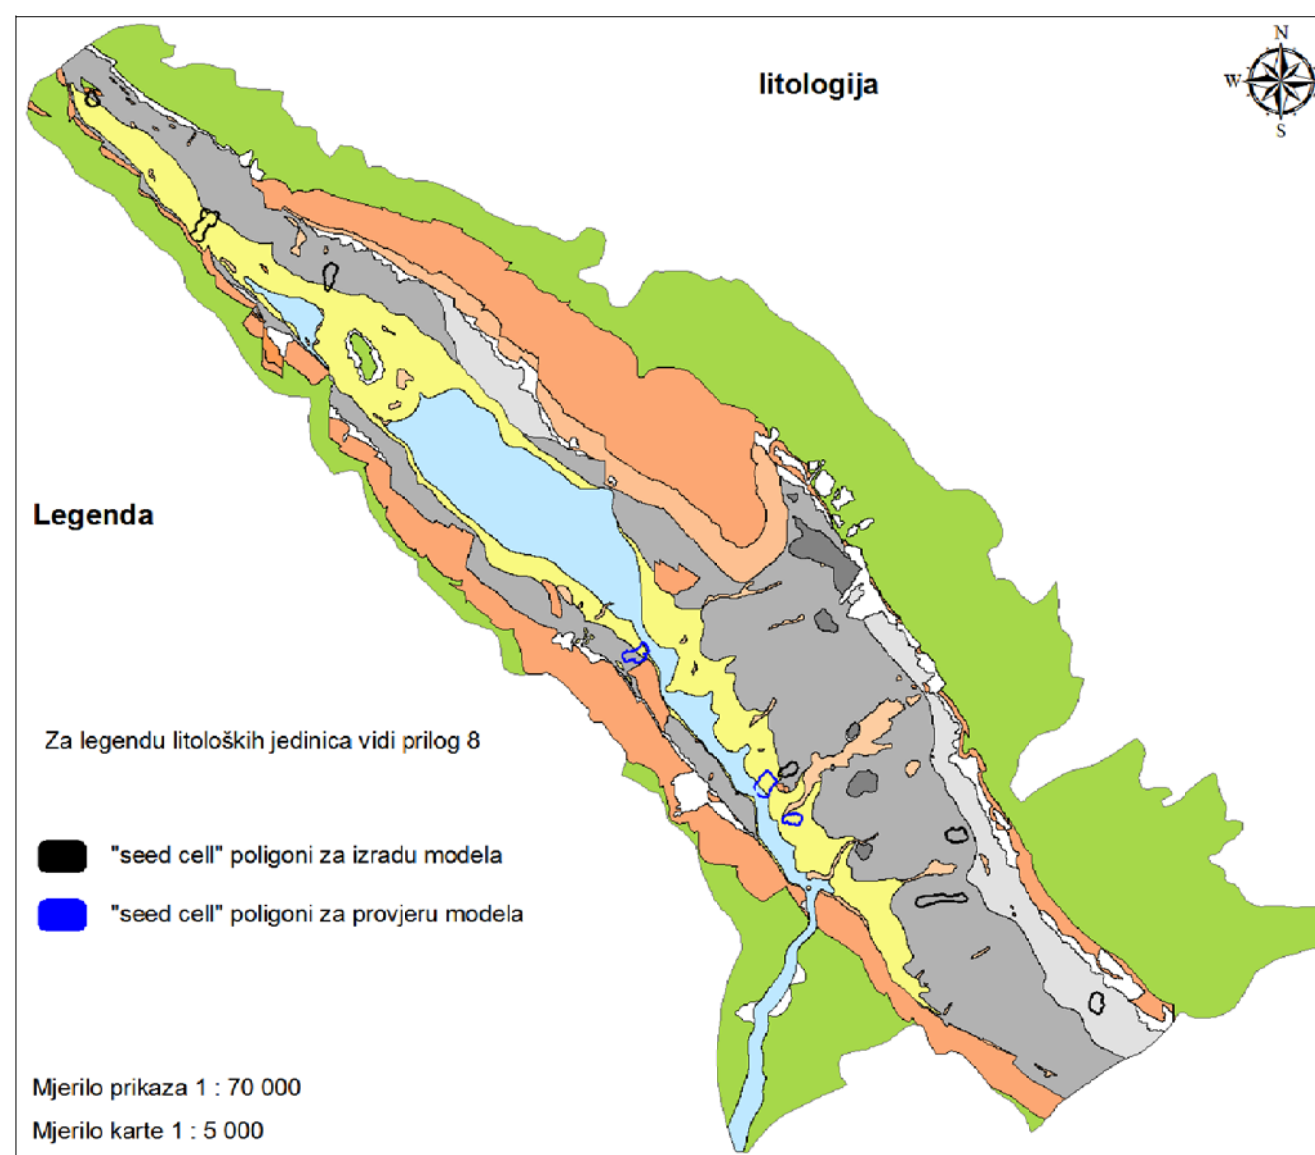 litologija
N
W
S
Legenda
Za legendu litoloških jedinica vidi prilog 8
"seed cell" poligoni za izradu modela
"seed cell" poligoni za provjeru modela
Mjerilo prikaza 1 : 70 000
Mjerilo karte 1 : 5 000